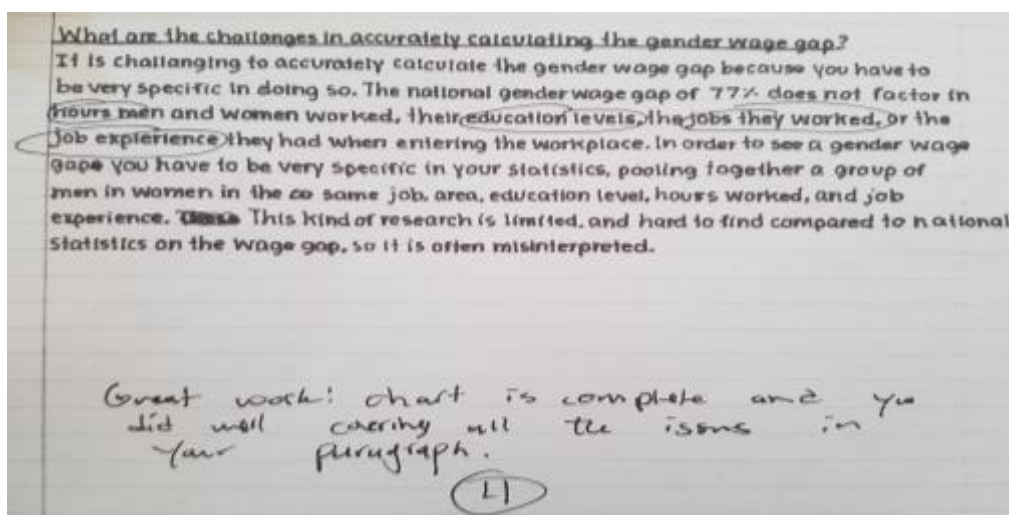 What are the challanges in accurately calculating the gender wage gap?
It is challanging to accurately calculate the gender wage gap because you have to
be very specific in doing so. The national gender wage gap of 77% does not factor in
hours men and women worked, their education levels, the jobs they worked, or the
job expierience they had when entering the workplace. In order to see a gender wage
gape you have to be very specific in your statistics, pooling together a group of
men in women in the same job, area, education level, hours worked, and job
experience. This kind of research is limited, and hard to find compared to national
statistics on the wage gap, so it is often misinterpreted.
Great work! chart is complete and you
did well covering all the issues in
your paragraph.